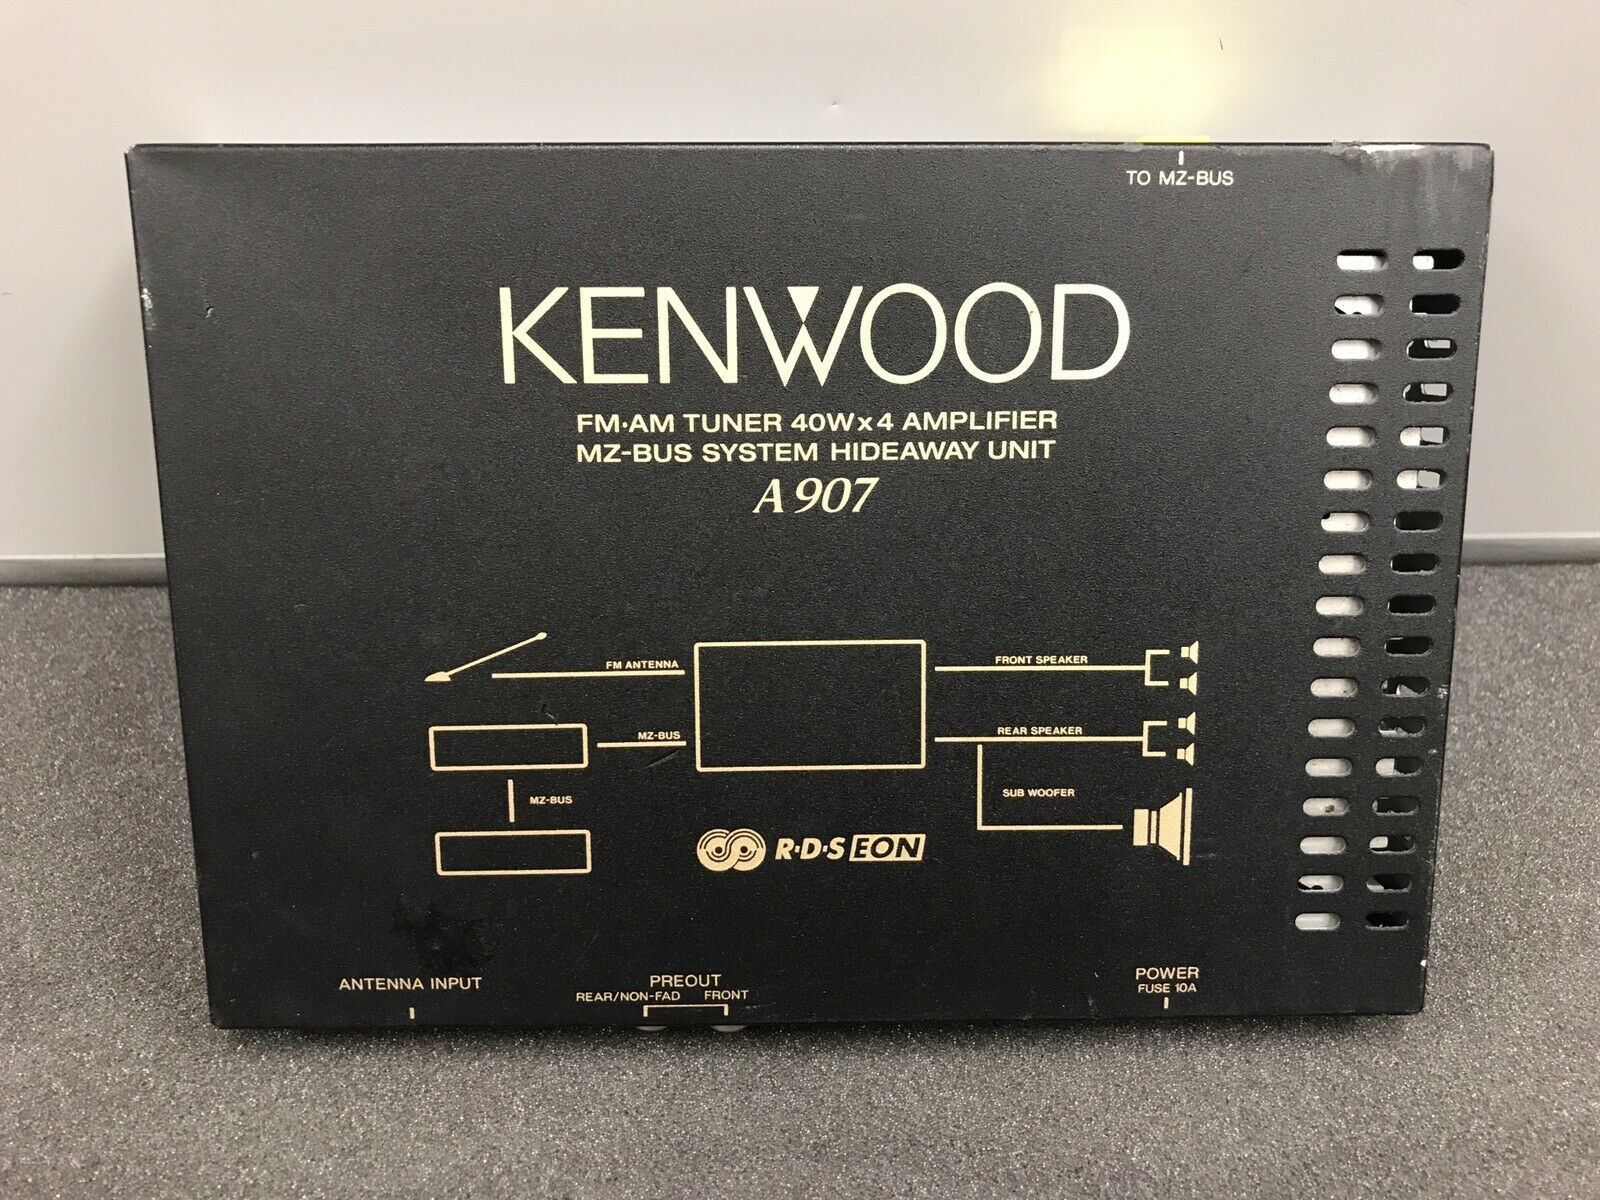 TO MZ-BUS
KENWOOD
FM·AM TUNER 40Wx4 AMPLIFIER
MZ-BUS SYSTEM HIDEAWAY UNIT
A907
FM ANTENNA
FRONT SPEAKER
MZ-BUS
REAR SPEAKER
MZ-BUS
SUB WOOFER
R·D·S EON
ANTENNA INPUT
PREOUT
REAR/NON-FAD FRONT
POWER
FUSE 10A